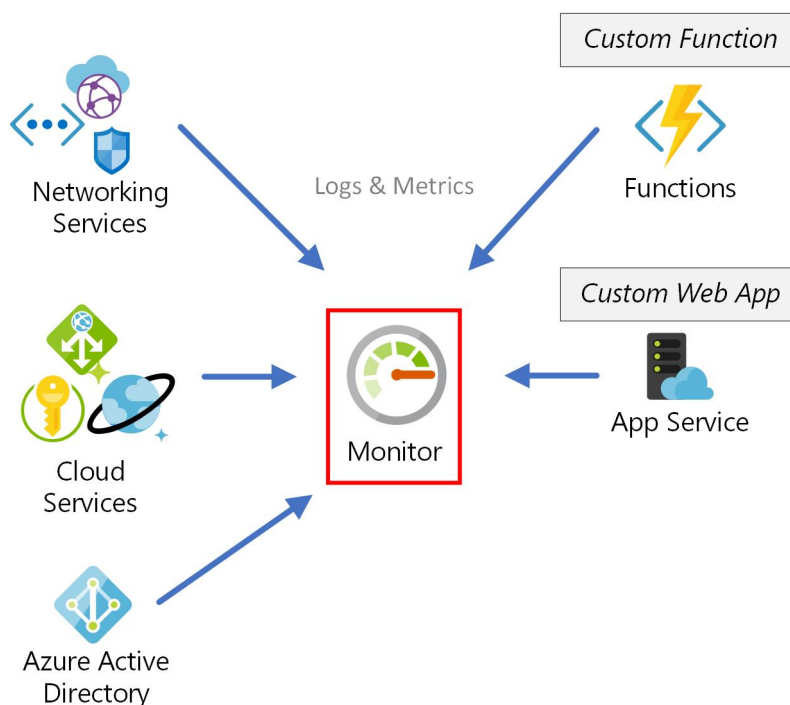 Custom Function
Networking
Services
Logs & Metrics
Functions
Custom Web App
Monitor
App Service
Cloud
Services
Azure Active
Directory